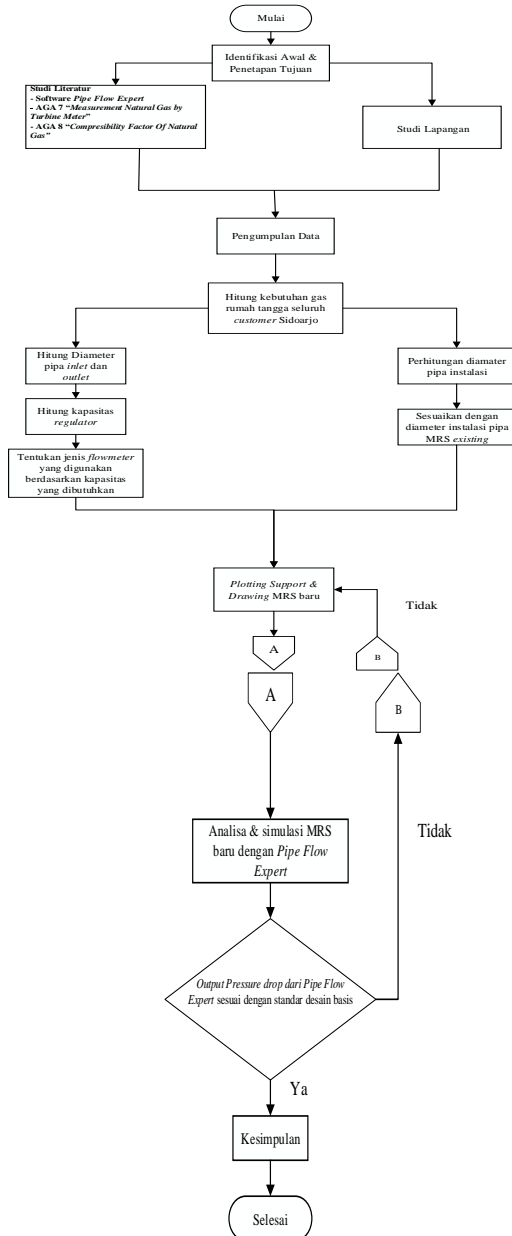 Mulai
Identifikasi Awal &
Penetapan Tujuan
Studi Literatur
- Software Pipe Flow Expert
- AGA 7 “Measurement Natural Gas by
Turbine Meter”
- AGA 8 “Compresibility Factor Of Natural
Gas”
Studi Lapangan
Pengumpulan Data
Hitung kebutuhan gas
rumah tangga seluruh
customer Sidoarjo
Hitung Diameter
pipa inlet dan
outlet
Hitung kapasitas
regulator
Tentukan jenis flowmeter
yang digunakan
berdasarkan kapasitas
yang dibutuhkan
Perhitungan diamater
pipa instalasi
Sesuaikan dengan
diameter instalasi pipa
MRS existing
Plotting Support &
Drawing MRS baru
Tidak
A
B
A
B
Analisa & simulasi MRS
baru dengan Pipe Flow
Expert
Tidak
Output Pressure drop dari Pipe Flow
Expert sesuai dengan standar desain basis
Ya
Kesimpulan
Selesai